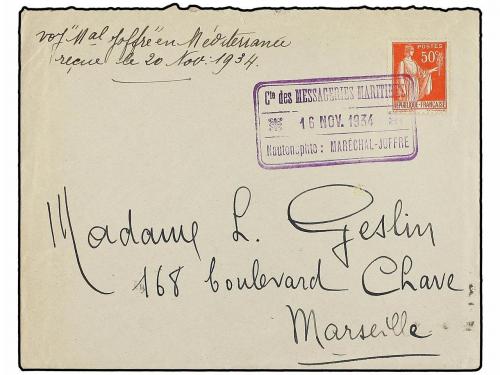 voy "Mal Joffre" en Méditerranée
reçue le 20 Nov. 1934.
POSTES
50c
REPUBLIQUE FRANÇAISE
Cie des MESSAGERIES MARITIMES
16 NOV. 1934
Nautonaphte : MARÉCHAL-JOFFRE
Madame L. Geslin
168 boulevard Chave
Marseille